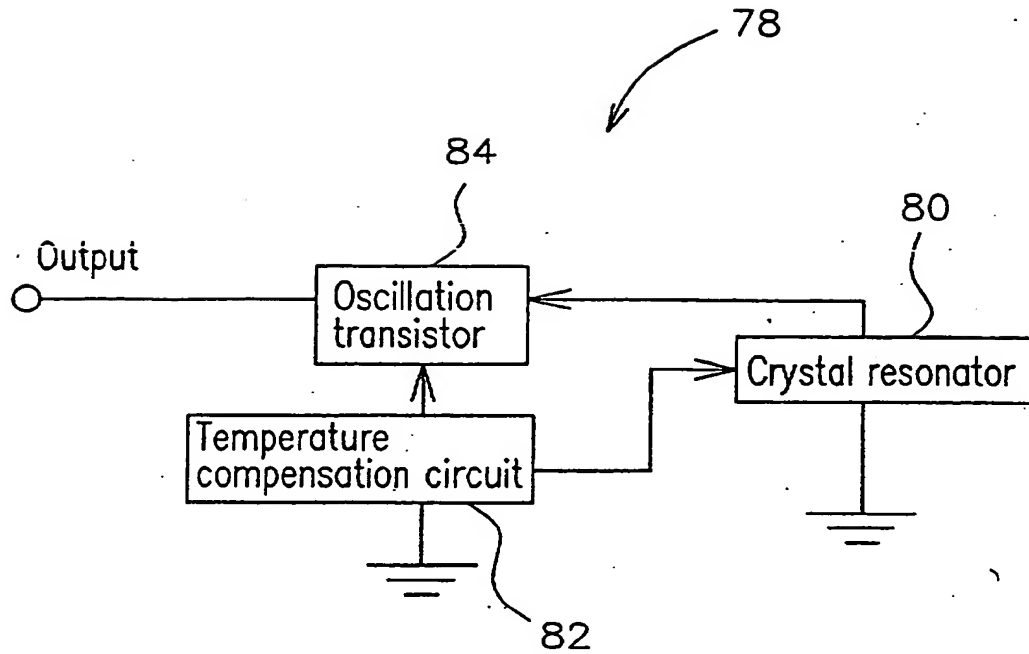 78
84
80
Output
Oscillation
transistor
Crystal resonator
Temperature
compensation circuit
82